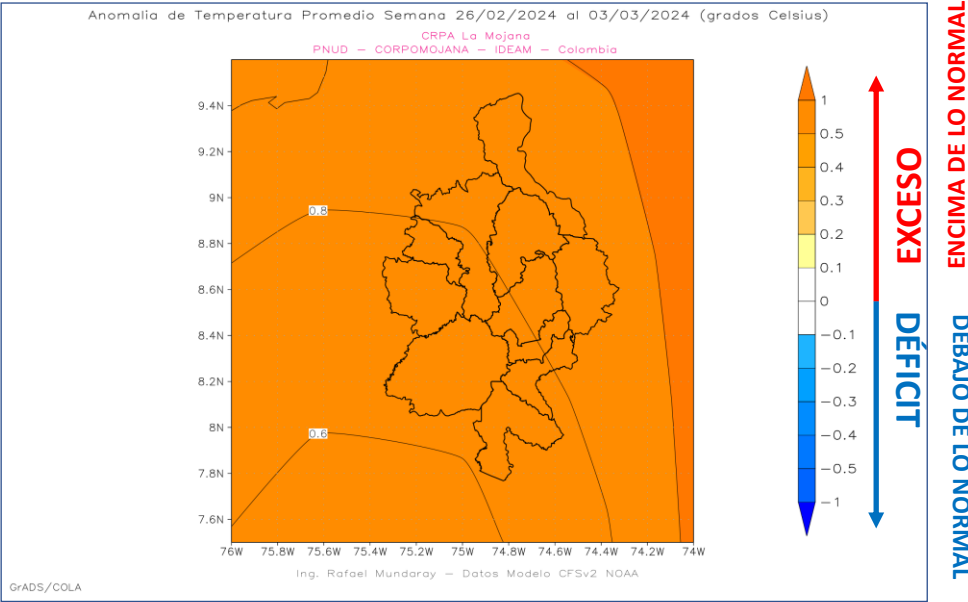 Anomalia de Temperatura Promedio Semana 26/02/2024 al 03/03/2024 (grados Celsius)
CRPA La Mojana
PNUD — CORPOMOJANA — IDEAM — Colombia
9.4N
9.2N
9N
8.8N
8.6N
8.4N
8.2N
8N
7.8N
7.6N
0.8
0.6
76W 75.8W 75.6W 75.4W 75.2W 75W 74.8W 74.6W 74.4W 74.2W 74W
1
0.5
0.4
0.3
0.2
0.1
0
−0.1
−0.2
−0.3
−0.4
−0.5
−1
EXCESO
DÉFICIT
ENCIMA DE LO NORMAL
DEBAJO DE LO NORMAL
Ing. Rafael Mundaray — Datos Modelo CFSv2 NOAA
GrADS/COLA